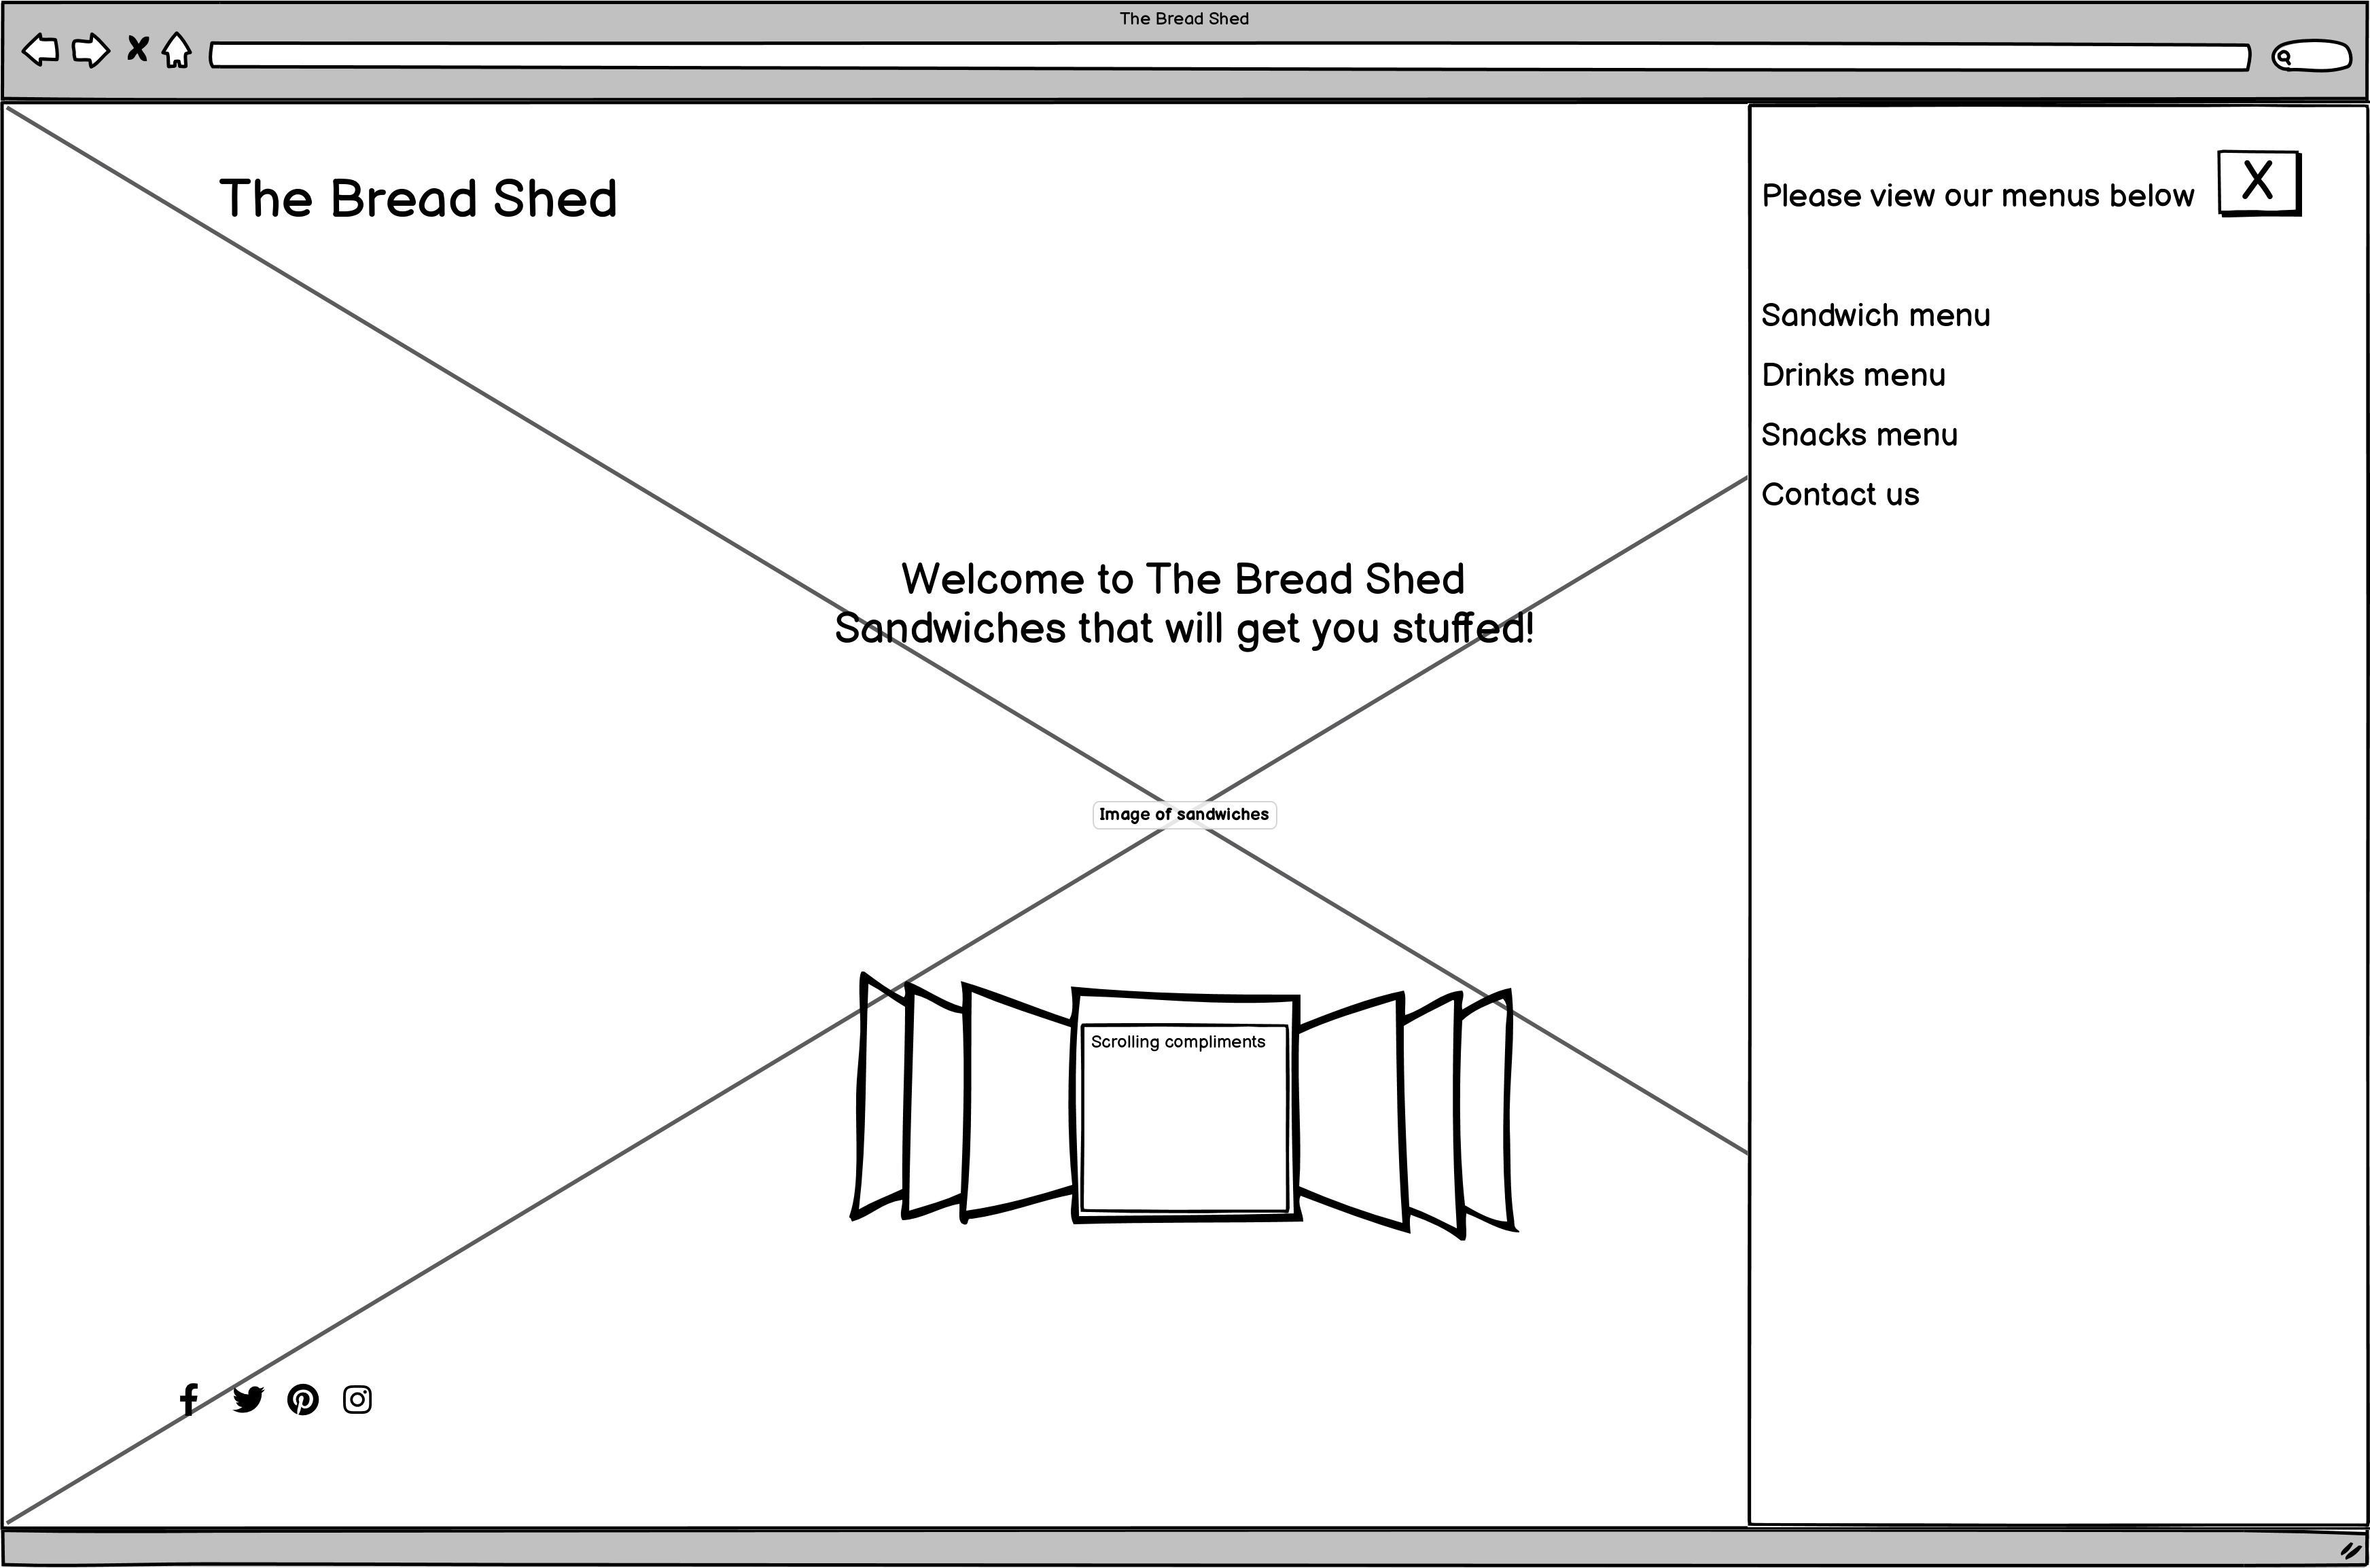 The Bread Shed
The Bread Shed
Please view our menus below
X
Sandwich menu
Drinks menu
Snacks menu
Contact us
Welcome to The Bread Shed
Sandwiches that will get you stuffed!
Image of sandwiches
Scrolling compliments